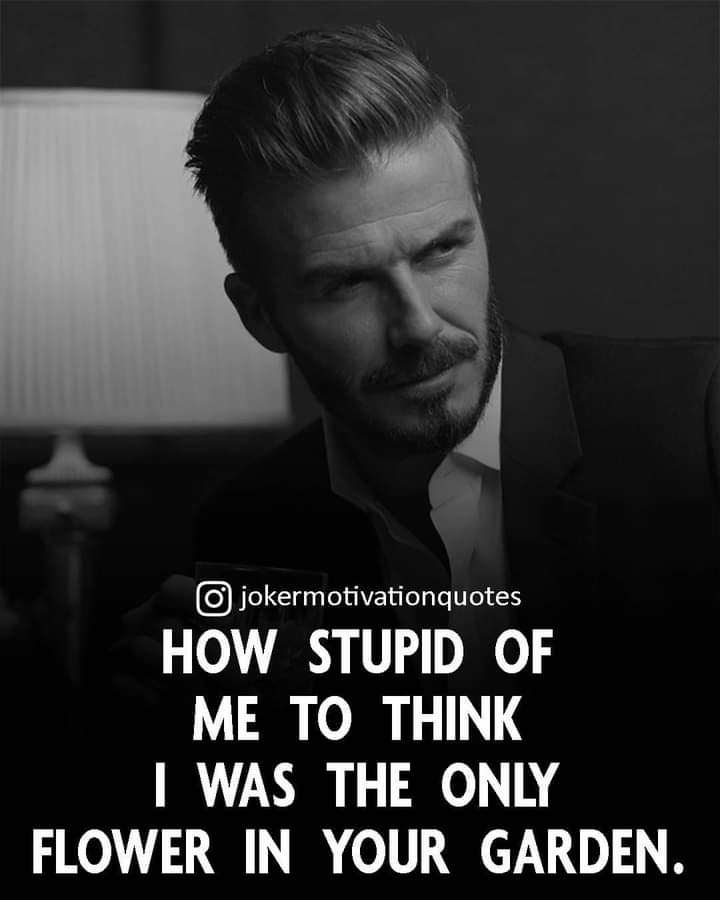 jokermotivationquotes
HOW STUPID OF
ME TO THINK
I WAS THE ONLY
FLOWER IN YOUR GARDEN.